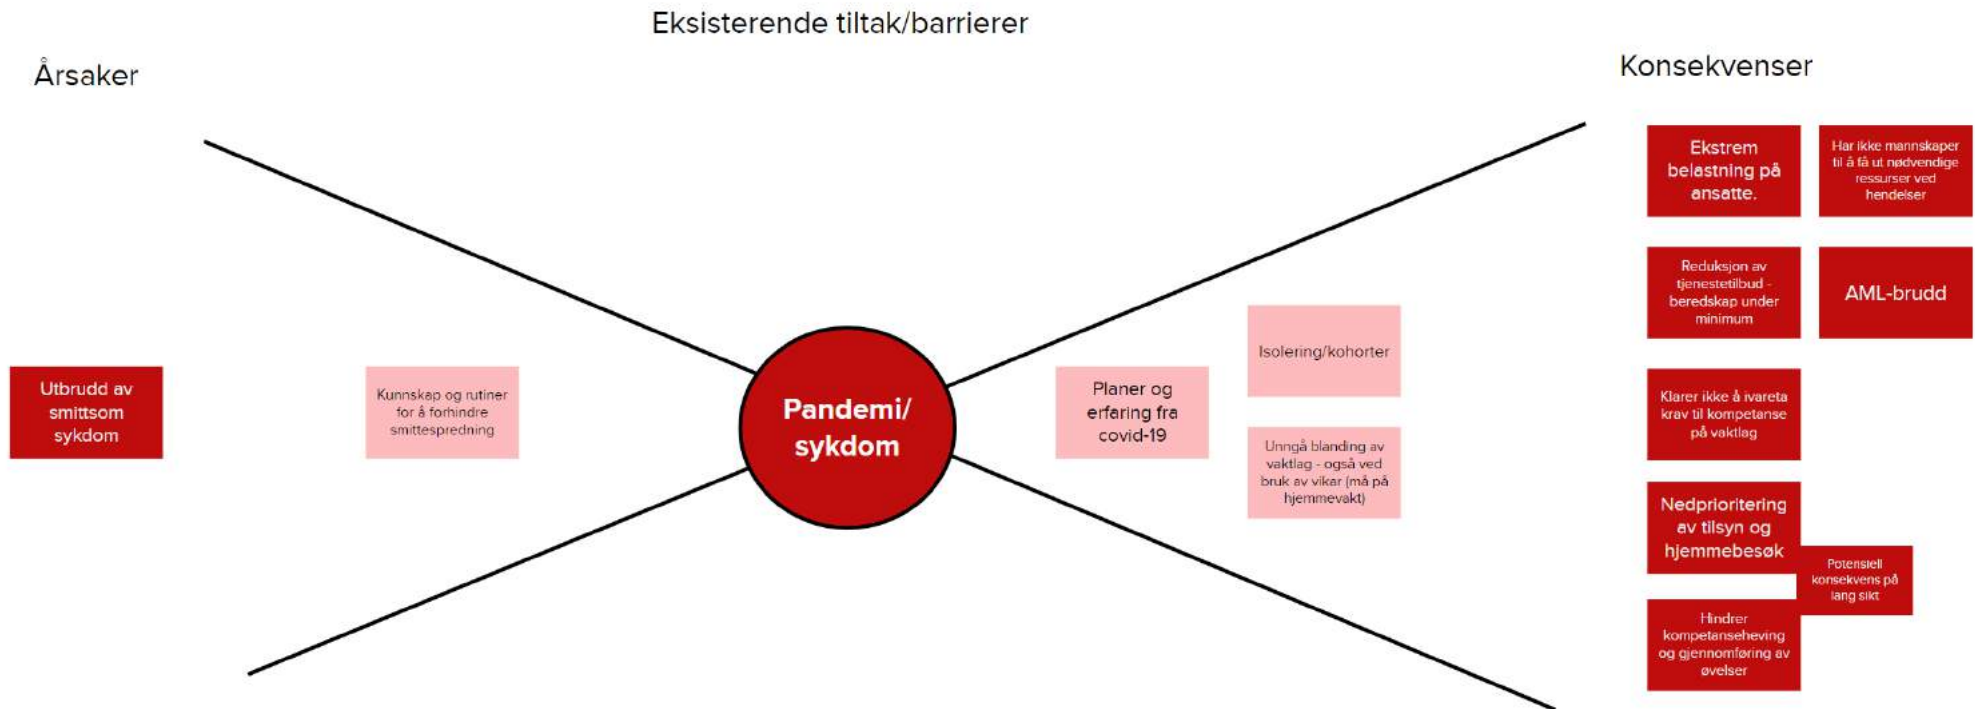 Eksisterende tiltak/barrierer
Årsaker
Konsekvenser
Utbrudd av
smittsom
sykdom
Kunnskap og rutiner
for å forhindre
smittespredning
Pandemi/
sykdom
Planer og
erfaring fra
covid-19
Isolering/kohorter
Unngå blanding av
vaktlag - også ved
bruk av vikar (må på
hjemmevakt)
Ekstrem
belastning på
ansatte.
Har ikke mannskaper
til å få ut nødvendige
ressurser ved
hendelser
Reduksjon av
tjenestetilbud -
beredskap under
minimum
AML-brudd
Klarer ikke å ivareta
krav til kompetanse
på vaktlag
Nedprioritering
av tilsyn og
hjemmebesøk
Potensiell
konsekvens på
lang sikt
Hindrer
kompetanseheving
og gjennomføring av
øvelser